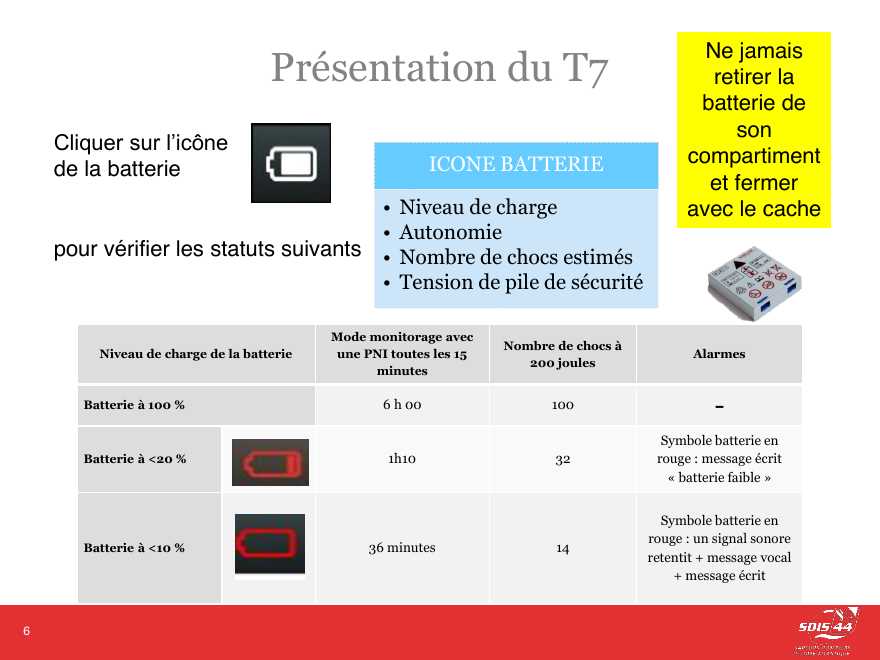 Présentation du T7
Ne jamais
retirer la
batterie de
son
compartiment
et fermer
avec le cache
Cliquer sur l’icône
de la batterie
pour vérifier les statuts suivants
ICONE BATTERIE
• Niveau de charge
• Autonomie
• Nombre de chocs estimés
• Tension de pile de sécurité
Niveau de charge de la batterie
Mode monitorage avec
une PNI toutes les 15
minutes
Nombre de chocs à
200 joules
Alarmes
Batterie à 100 %
6 h 00
100
–
Batterie à <20 %
1h10
32
Symbole batterie en
rouge : message écrit
« batterie faible »
Batterie à <10 %
36 minutes
14
Symbole batterie en
rouge : un signal sonore
retentit + message vocal
+ message écrit
6
SDIS 44